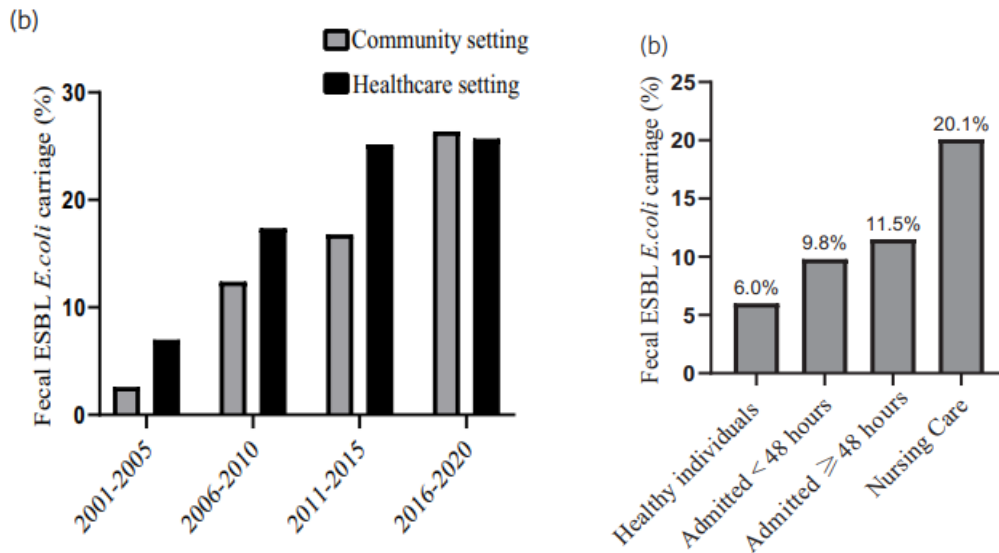 (b)
Community setting
Healthcare setting
Fecal ESBL E.coli carriage (%)
30
20
10
0
2001-2005
2006-2010
2011-2015
2016-2020
(b)
Fecal ESBL E.coli carriage (%)
25
20
15
10
5
0
6.0%
9.8%
11.5%
20.1%
Healthy individuals
Admitted < 48 hours
Admitted ⩾ 48 hours
Nursing Care